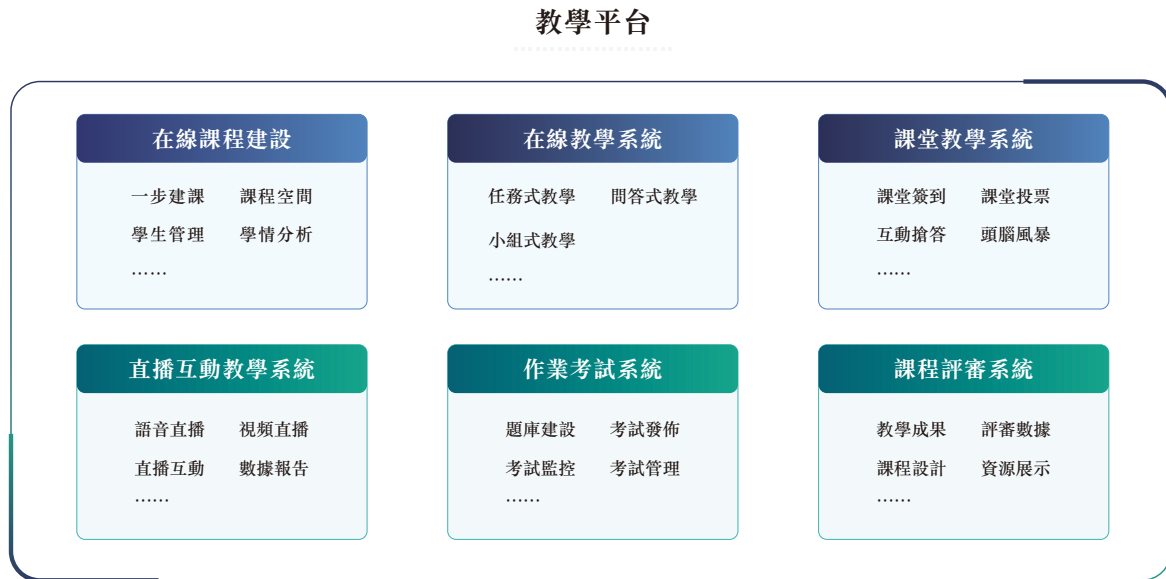 教學平台
在線課程建設
一步建課 課程空間
學生管理 學情分析
……
在線教學系統
任務式教學 問答式教學
小組式教學
……
課堂教學系統
課堂簽到 課堂投票
互動搶答 頭腦風暴
……
直播互動教學系統
語音直播 視頻直播
直播互動 數據報告
……
作業考試系統
題庫建設 考試發佈
考試監控 考試管理
……
課程評審系統
教學成果 評審數據
課程設計 資源展示
……